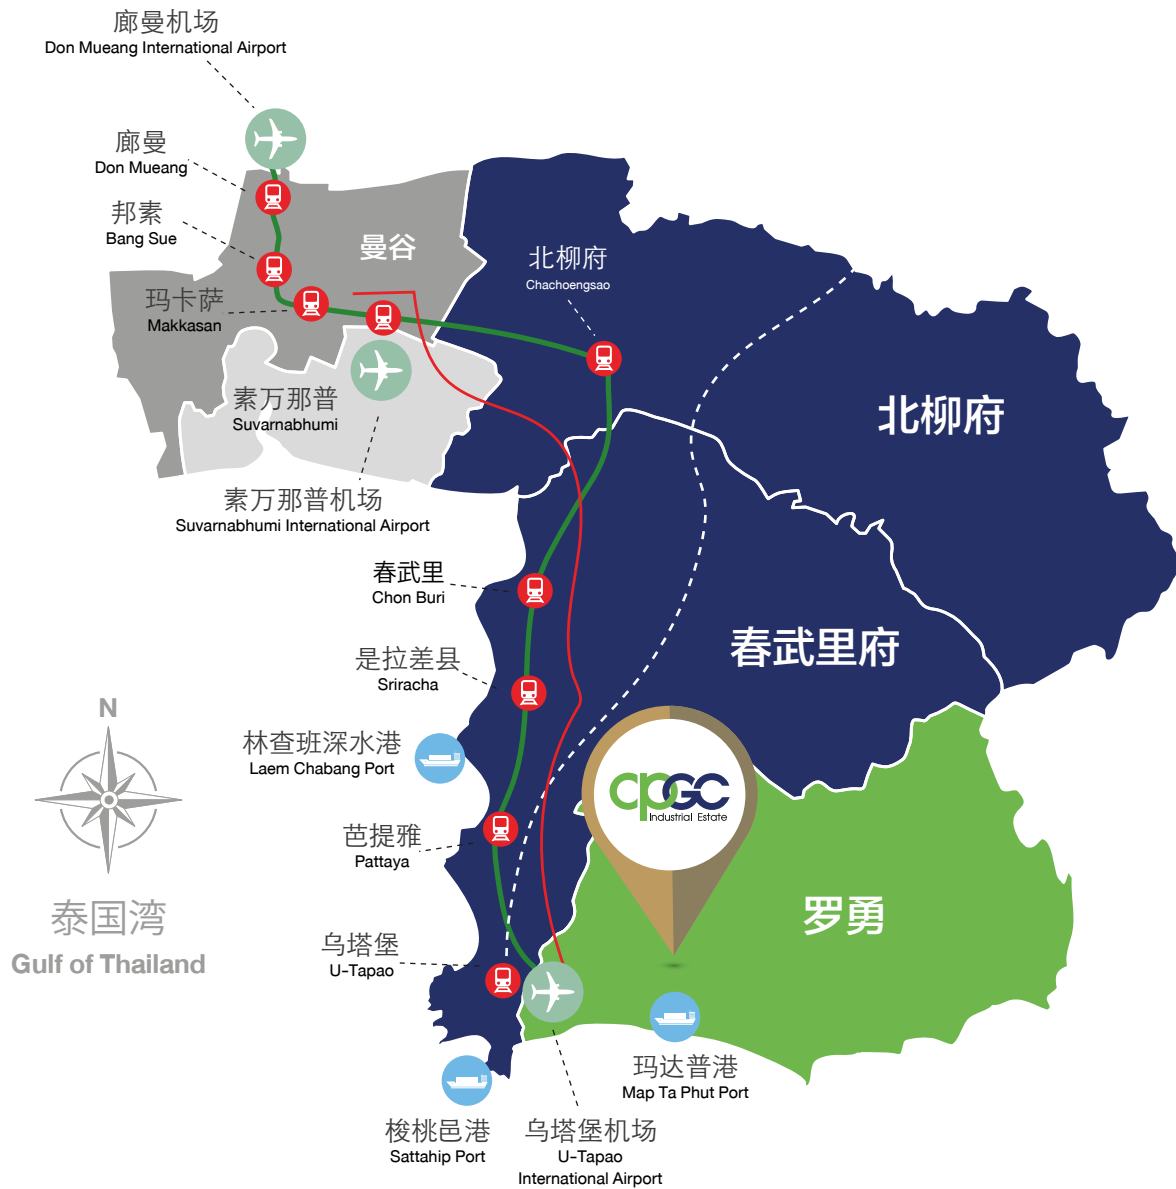 廊曼机场
Don Mueang International Airport
廊曼
Don Mueang
邦素
Bang Sue
曼谷
北柳府
Chachoengsao
玛卡萨
Makkasan
素万那普
Suvarnabhumi
北柳府
素万那普机场
Suvarnabhumi International Airport
春武里
Chon Buri
春武里府
是拉差县
Sriracha
N
林查班深水港
Laem Chabang Port
cpGC
Industrial Estate
芭提雅
Pattaya
泰国湾
Gulf of Thailand
罗勇
乌塔堡
U-Tapao
玛达普港
Map Ta Phut Port
梭桃邑港
Sattahip Port
乌塔堡机场
U-Tapao
International Airport